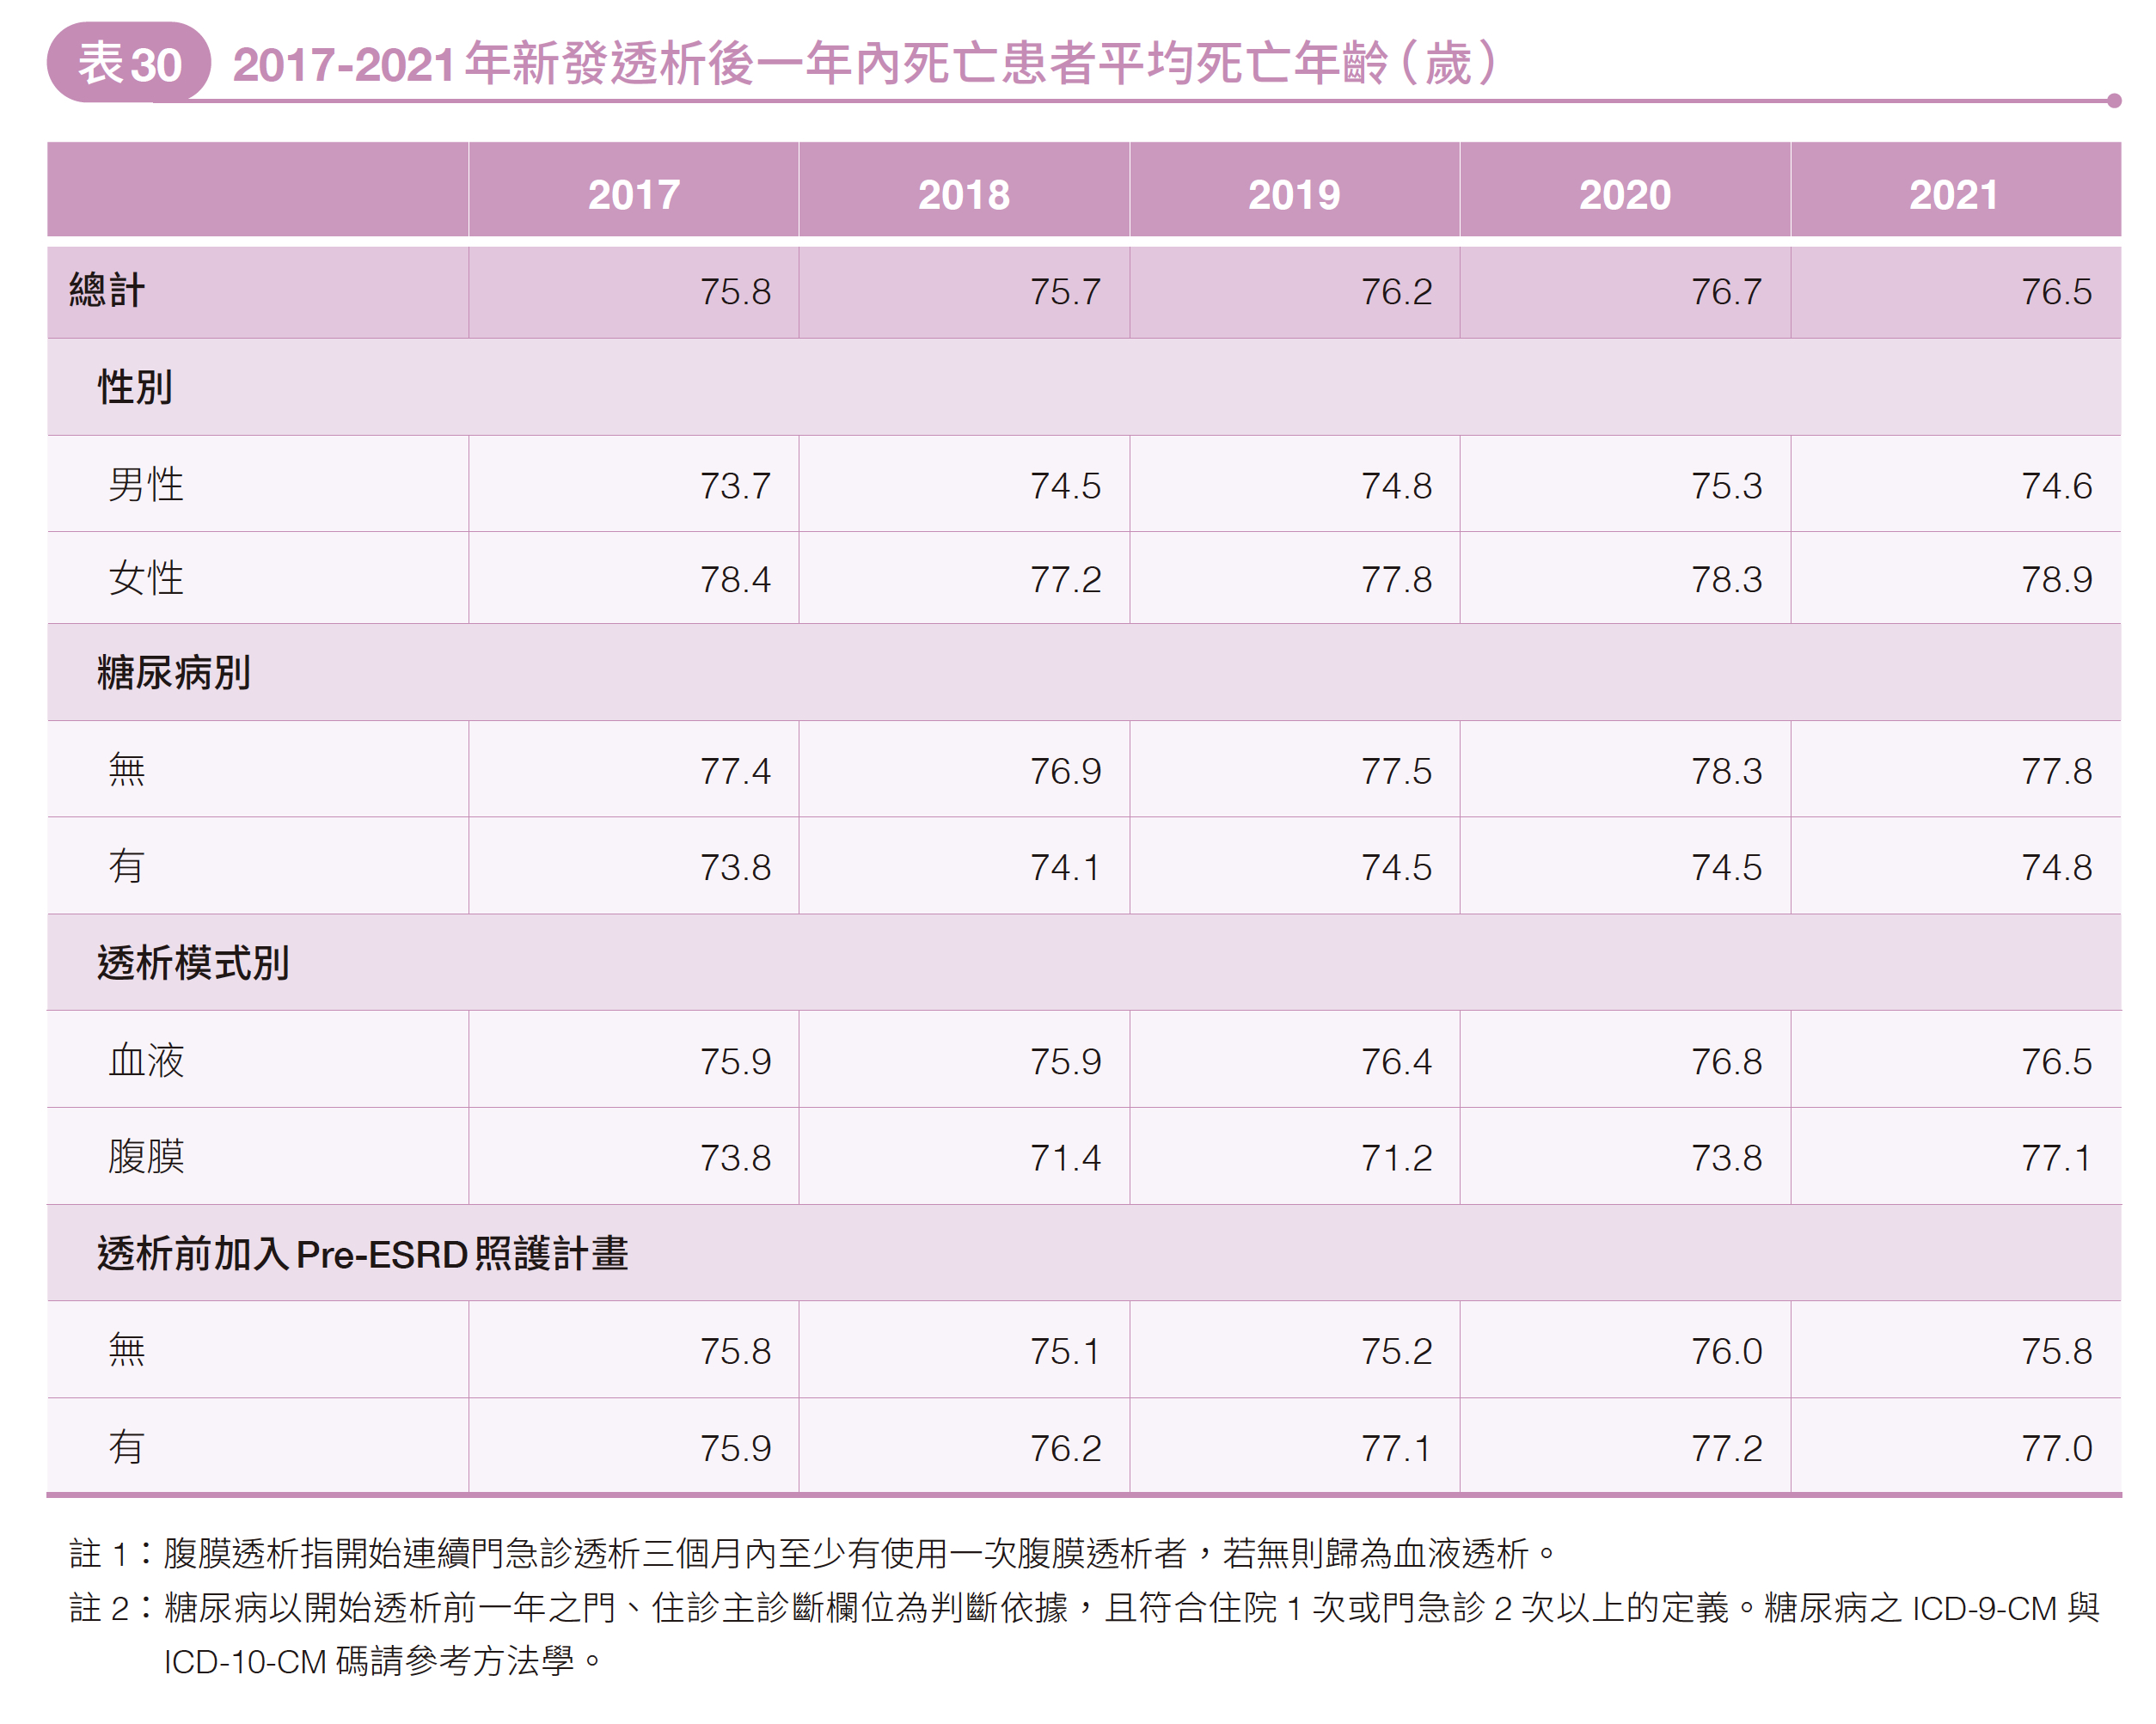 表30 2017-2021年新發透析後一年內死亡患者平均死亡年齡(歲)
2017 2018 2019 2020 2021
總計 75.8 75.7 76.2 76.7 76.5
性別
男性 73.7 74.5 74.8 75.3 74.6
女性 78.4 77.2 77.8 78.3 78.9
糖尿病別
無 77.4 76.9 77.5 78.3 77.8
有 73.8 74.1 74.5 74.5 74.8
透析模式別
血液 75.9 75.9 76.4 76.8 76.5
腹膜 73.8 71.4 71.2 73.8 77.1
透析前加入Pre-ESRD照護計畫
無 75.8 75.1 75.2 76.0 75.8
有 75.9 76.2 77.1 77.2 77.0
註 1：腹膜透析指開始連續門急診透析三個月內至少有使用一次腹膜透析者，若無則歸為血液透析。
註 2：糖尿病以開始透析前一年之門、住診主診斷欄位為判斷依據，且符合住院 1 次或門急診 2 次以上的定義。糖尿病之 ICD-9-CM 與
ICD-10-CM 碼請參考方法學。